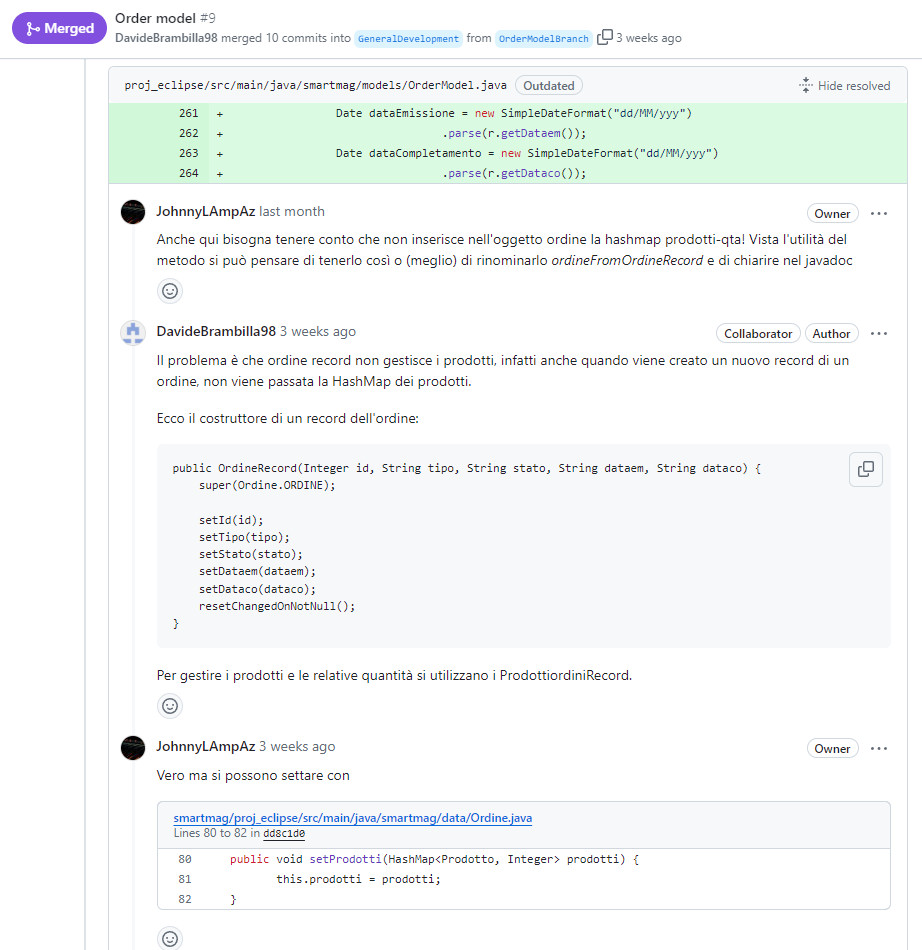 Merged
Order model #9
DavideBrambilla98 merged 10 commits into GeneralDevelopment from OrderModelBranch 3 weeks ago
proj_eclipse/src/main/java/smartmag/models/OrderModel.java Outdated Hide resolved
261 + Date dataEmissione = new SimpleDateFormat("dd/MM/yyy")
262 + .parse(r.getDataem());
263 + Date dataCompletamento = new SimpleDateFormat("dd/MM/yyy")
264 + .parse(r.getDataco());
JohnnyLAmpAz last month Owner ...
Anche qui bisogna tenere conto che non inserisce nell'oggetto ordine la hashmap prodotti-qta! Vista l'utilità del
metodo si può pensare di tenerlo così o (meglio) di rinominarlo ordineFromOrdineRecord e di chiarire nel javadoc
DavideBrambilla98 3 weeks ago Collaborator Author ...
Il problema è che ordine record non gestisce i prodotti, infatti anche quando viene creato un nuovo record di un
ordine, non viene passata la HashMap dei prodotti.
Ecco il costruttore di un record dell'ordine:
public OrdineRecord(Integer id, String tipo, String stato, String dataem, String dataco) {
super(Ordine.ORDINE);
setId(id);
setTipo(tipo);
setStato(stato);
setDataem(dataem);
setDataco(dataco);
resetChangedOnNotNull();
}
Per gestire i prodotti e le relative quantità si utilizzano i ProdottiordiniRecord.
JohnnyLAmpAz 3 weeks ago Owner ...
Vero ma si possono settare con
smartmag/proj_eclipse/src/main/java/smartmag/data/Ordine.java
Lines 80 to 82 in dd8c1d0
80 public void setProdotti(HashMap<Prodotto, Integer> prodotti) {
81 this.prodotti = prodotti;
82 }